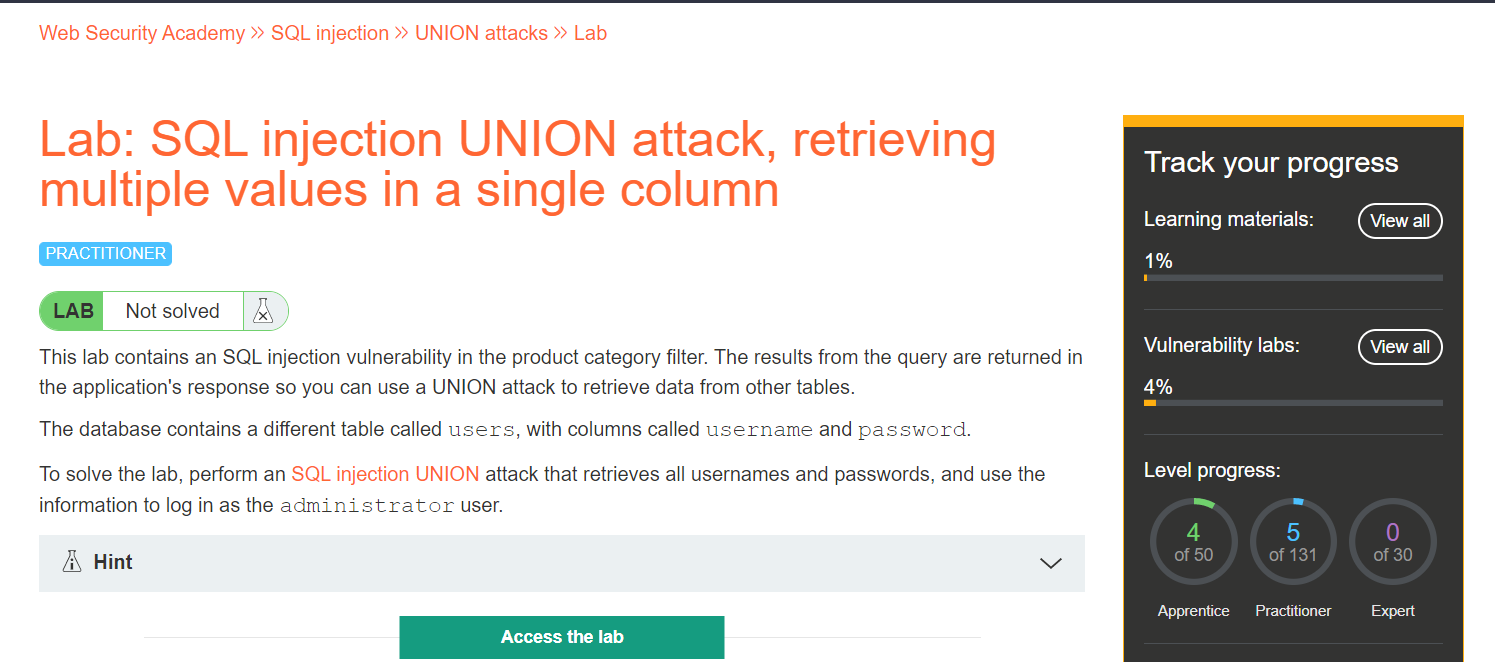 Web Security Academy >> SQL injection >> UNION attacks >> Lab
Lab: SQL injection UNION attack, retrieving
multiple values in a single column
PRACTITIONER
LAB Not solved
This lab contains an SQL injection vulnerability in the product category filter. The results from the query are returned in
the application's response so you can use a UNION attack to retrieve data from other tables.
The database contains a different table called users, with columns called username and password.
To solve the lab, perform an SQL injection UNION attack that retrieves all usernames and passwords, and use the
information to log in as the administrator user.
Hint
Access the lab
Track your progress
Learning materials: View all
1%
Vulnerability labs: View all
4%
Level progress:
4 5 0
of 50 of 131 of 30
Apprentice Practitioner Expert